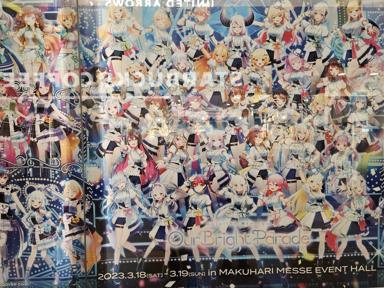 UNITED ARROWS
STARBUCKS COFFEE
Our Bright Parade
2023.3.18(SAT) - 3.19(SUN) in MAKUHARI MESSE EVENT HALL